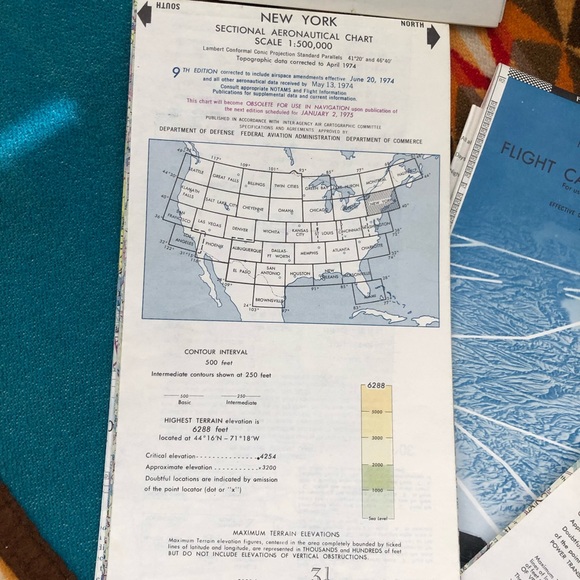 SOUTH
NEW YORK
NORTH
SECTIONAL AERONAUTICAL CHART
SCALE 1:500,000
Lambert Conformal Conic Projection Standard Parallels 41°20' and 46°40'
Topographic data corrected to April 1974
9TH EDITION corrected to include airspace amendments effective June 20, 1974
and all other aeronautical data received by May 13, 1974
Consult appropriate NOTAMS and Flight Information
Publications for supplemental data and current information.
This chart will become OBSOLETE FOR USE IN NAVIGATION upon publication of
the next edition scheduled for JANUARY 2, 1975
PUBLISHED IN ACCORDANCE WITH INTER-AGENCY AIR CARTOGRAPHIC COMMITTEE
SPECIFICATIONS AND AGREEMENTS. APPROVED BY:
DEPARTMENT OF DEFENSE FEDERAL AVIATION ADMINISTRATION DEPARTMENT OF COMMERCE
SEATTLE
GREAT FALLS
BILLINGS
TWIN CITIES
GREEN BAY
MONTREAL
KLAMATH FALLS
SALT LAKE CITY
CHEYENNE
OMAHA
CHICAGO
NEW YORK
SAN FRANCISCO
LAS VEGAS
DENVER
WICHITA
KANSAS CITY
ST LOUIS
CINCINNATI
LOS ANGELES
PHOENIX
ALBUQUERQUE
DALLAS-FT WORTH
MEMPHIS
ATLANTA
CHARLOTTE
EL PASO
SAN ANTONIO
HOUSTON
NEW ORLEANS
JACKSONVILLE
BROWNSVILLE
MIAMI
CONTOUR INTERVAL
500 feet
Intermediate contours shown at 250 feet
500 250
Basic Intermediate
HIGHEST TERRAIN elevation is
6288 feet
located at 44°16'N – 71°18'W
Critical elevation .4254
Approximate elevation 3200
Doubtful locations are indicated by omission
of the point locator (dot or "x")
6288
5000
3000
2000
1000
Sea Level
MAXIMUM TERRAIN ELEVATIONS
Maximum Terrain elevation figures, centered in the area completely bounded by ticked
lines of latitude and longitude, are represented in THOUSANDS and HUNDREDS of feet
BUT DO NOT INCLUDE ELEVATIONS OF VERTICAL OBSTRUCTIONS.
31
FLIGHT CA
EFFECTIVE
POWER TRAN